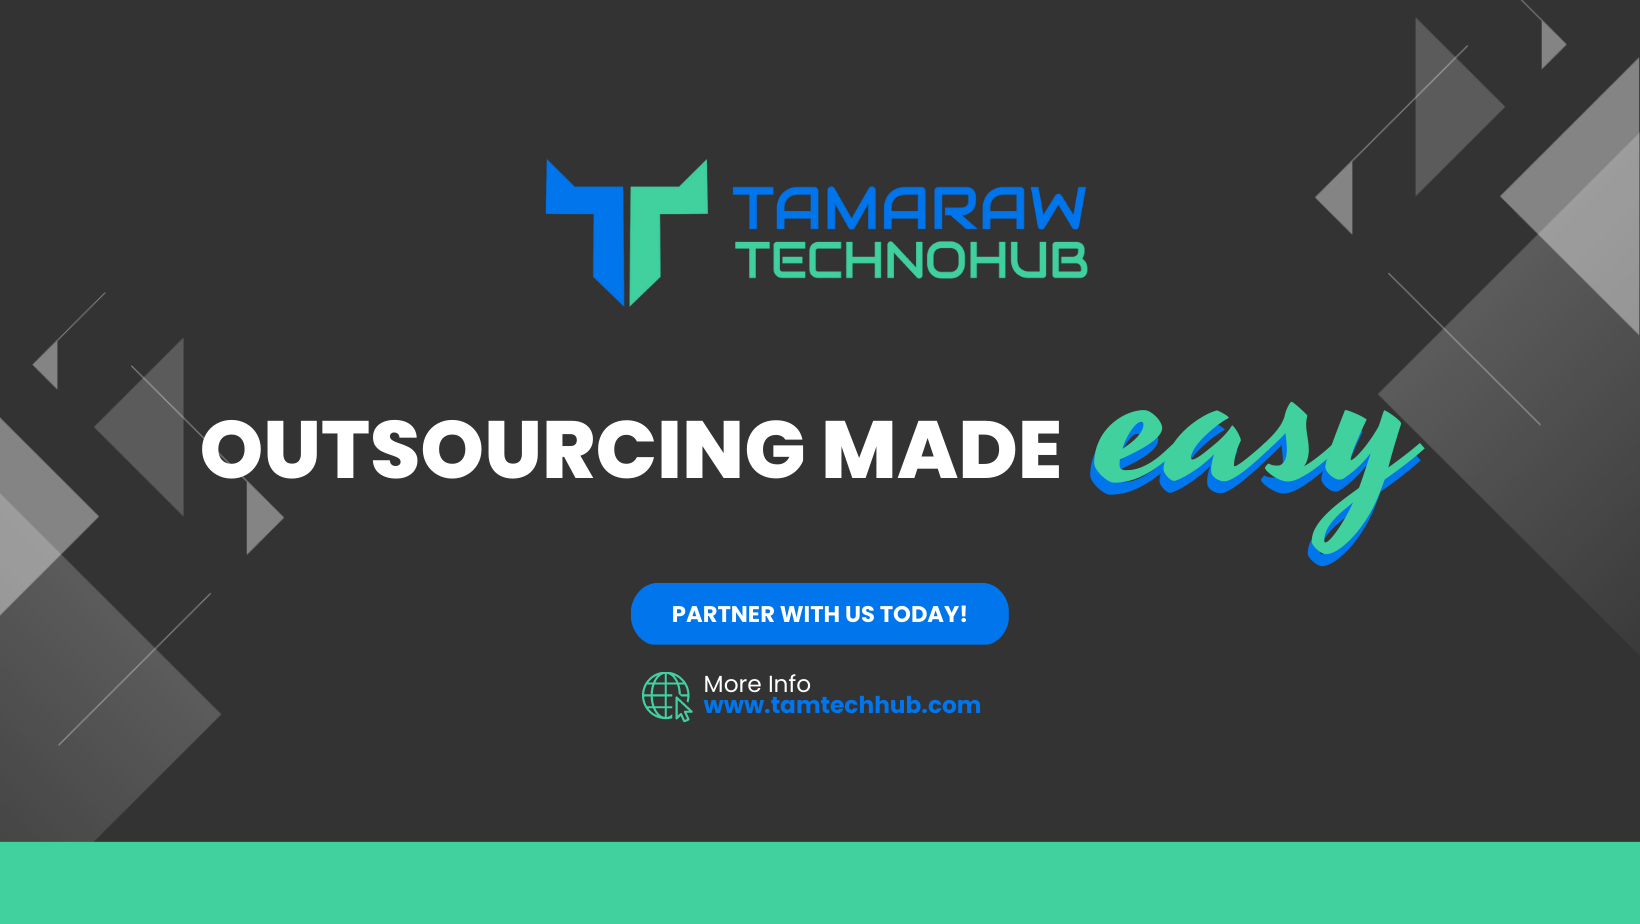 TAMARAW
TECHNOHUB
OUTSOURCING MADE easy
PARTNER WITH US TODAY!
More Info
www.tamtechhub.com